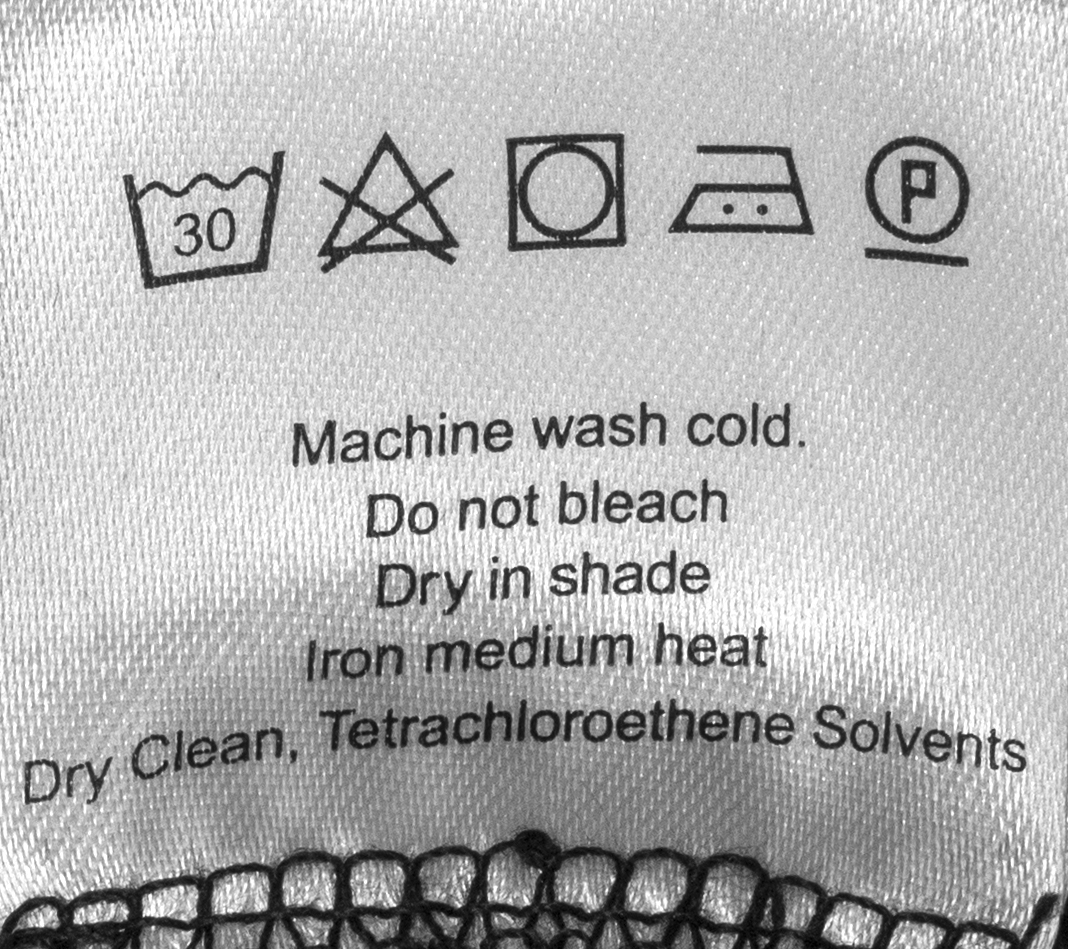 30 P
Machine wash cold.
Do not bleach
Dry in shade
Iron medium heat
Dry Clean, Tetrachloroethene Solvents